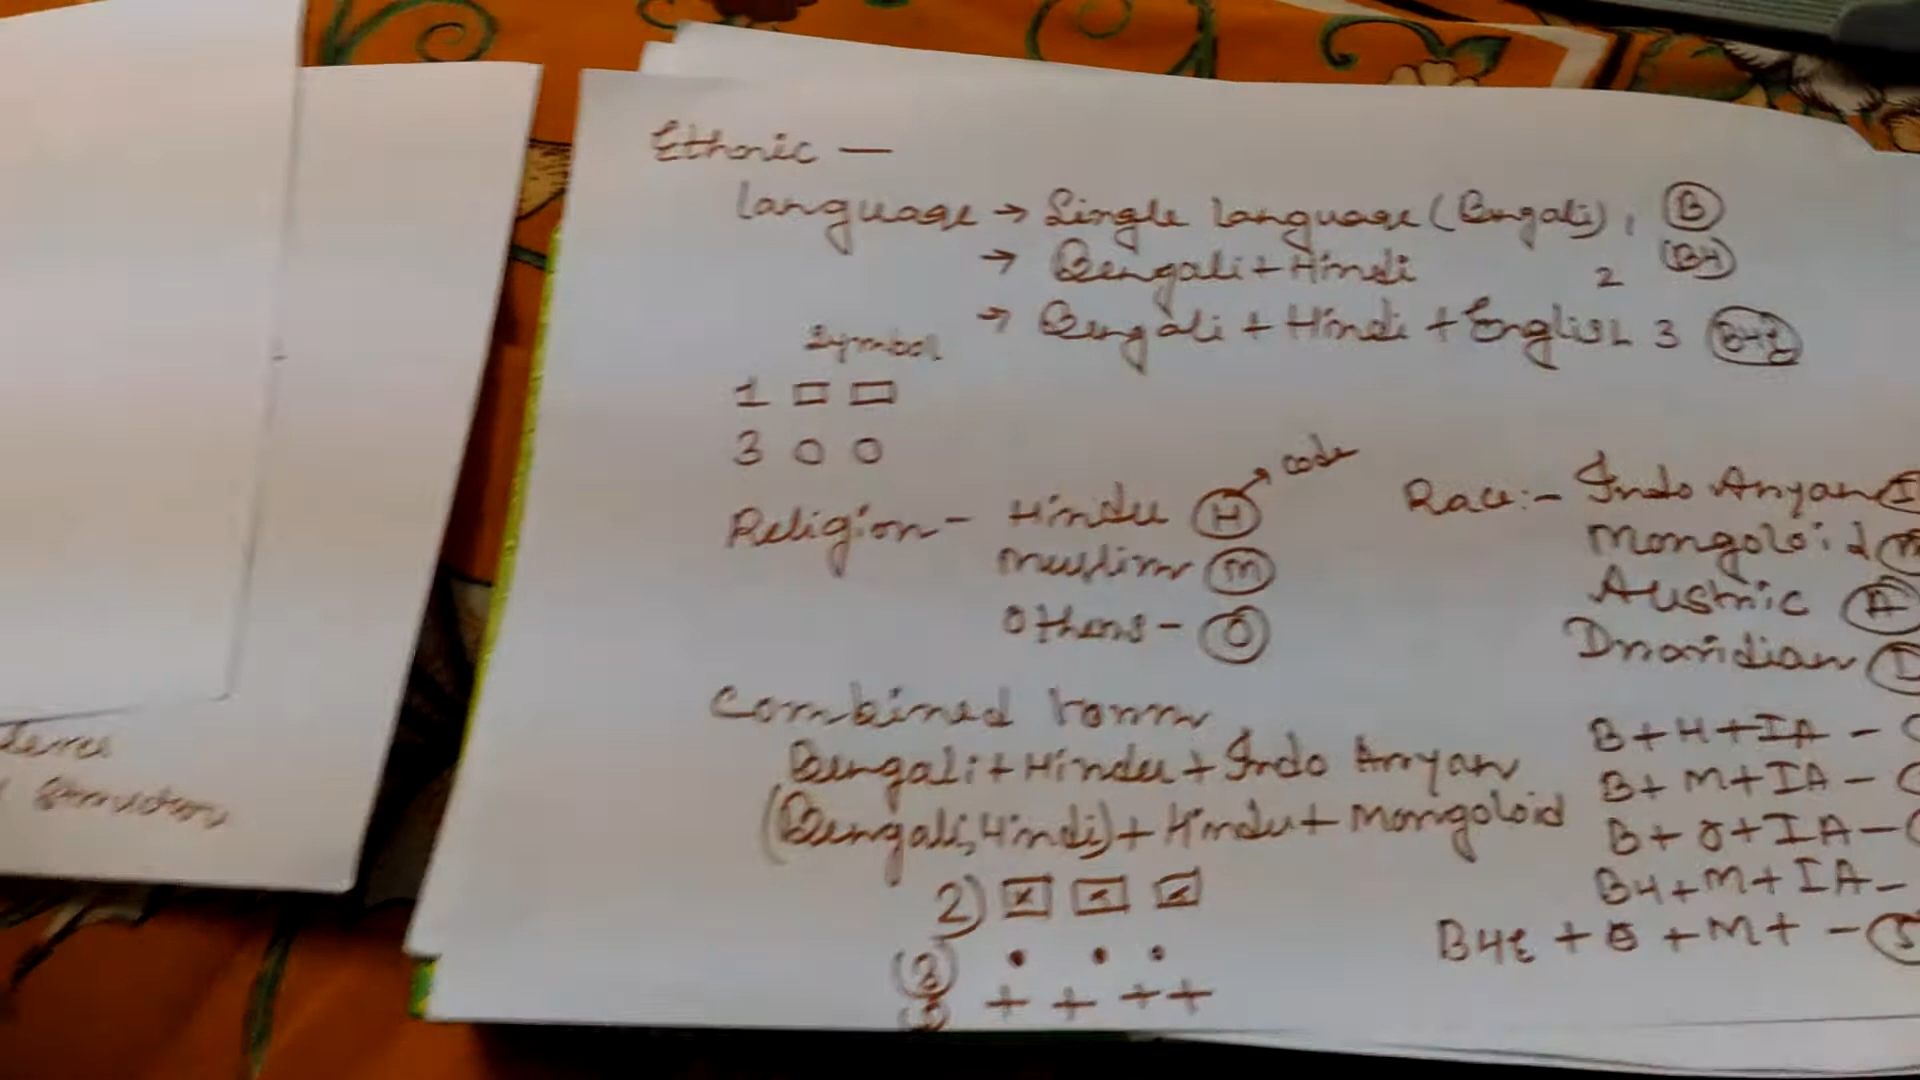 Ethnic —
Language → Single language (Bengali) 1 B
→ Bengali + Hindi 2 BH
→ Bengali + Hindi + English 3 BHE
Symbol
1 □ □
3 O O
code
Religion - Hindu H
Muslim M
Others - O
Race :- Indo Aryan I
Mongoloid M
Austric A
Dravidian D
Combined form
Bengali + Hindu + Indo Aryan
(Bengali, Hindi) + Hindu + Mongoloid
B + H + IA -
B + M + IA -
B + O + IA -
BH + M + IA -
BHE + O + M + -
2)
(3)
+ + + +